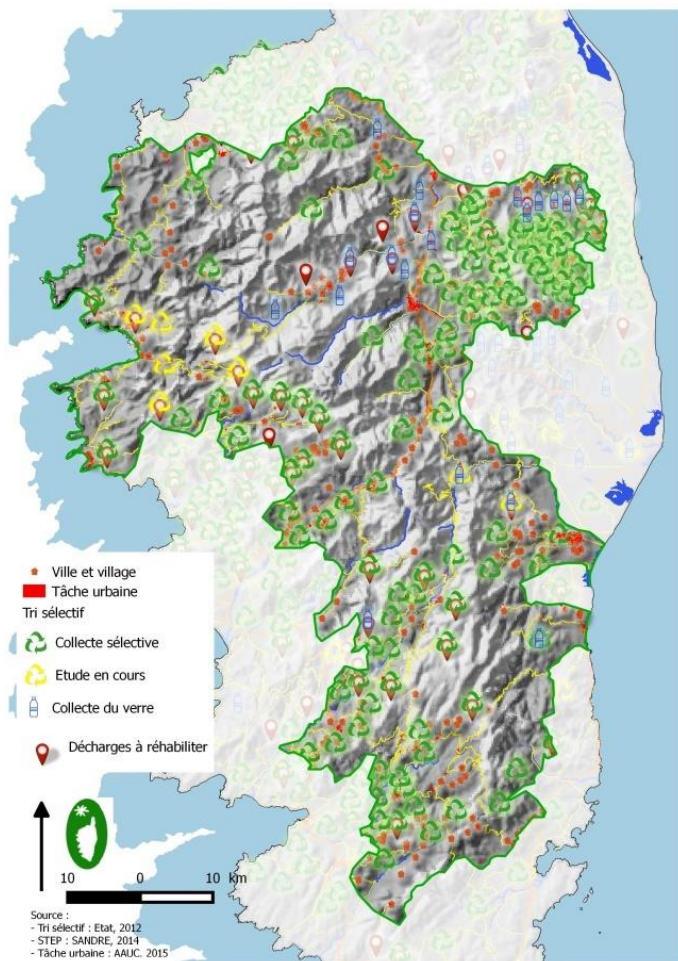 Ville et village
Tâche urbaine
Tri sélectif
Collecte sélective
Etude en cours
Collecte du verre
Décharges à réhabiliter
10 0 10 km
Source :
- Tri sélectif : Etat, 2012
- STEP : SANDRE, 2014
- Tâche urbaine : AAUC, 2015